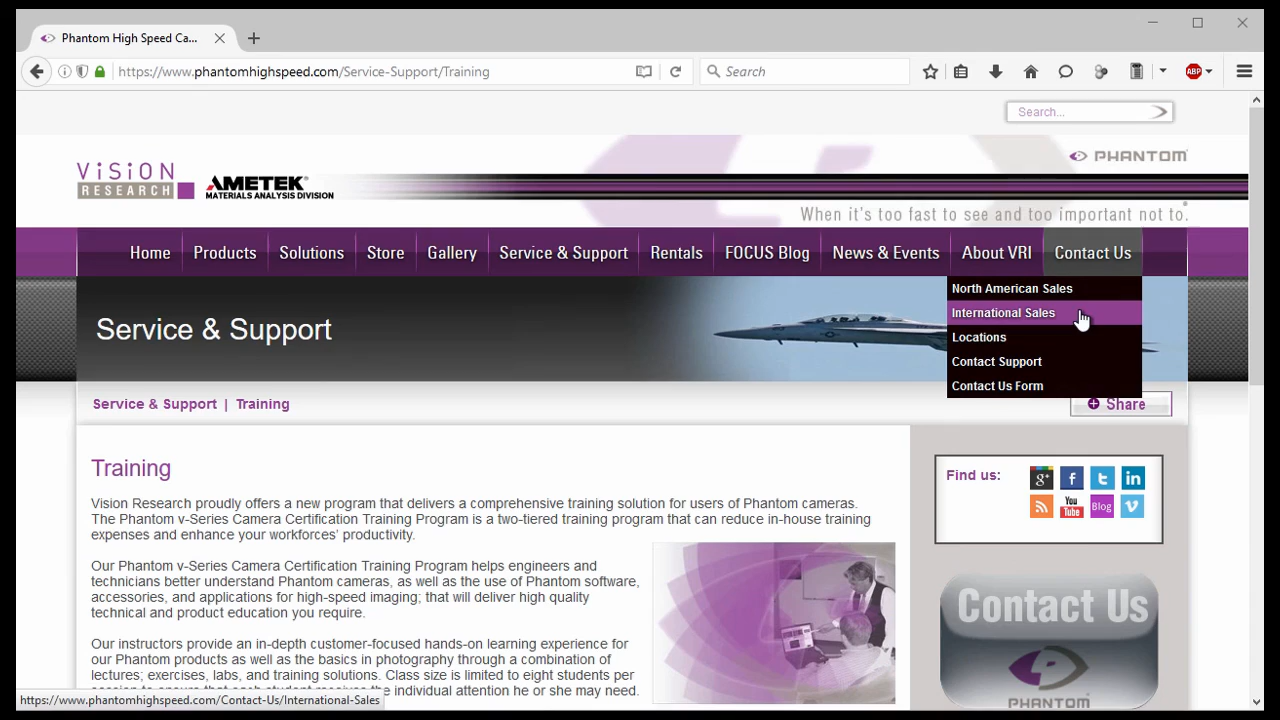 Phantom High Speed Ca...
https://www.phantomhighspeed.com/Service-Support/Training
Search
ABP
Search...
VISION
RESEARCH
AMETEK®
MATERIALS ANALYSIS DIVISION
PHANTOM
When it's too fast to see and too important not to.
Home
Products
Solutions
Store
Gallery
Service & Support
Rentals
FOCUS Blog
News & Events
About VRI
Contact Us
North American Sales
International Sales
Locations
Contact Support
Contact Us Form
Service & Support
Service & Support | Training
Share
Training
Vision Research proudly offers a new program that delivers a comprehensive training solution for users of Phantom cameras.
The Phantom v-Series Camera Certification Training Program is a two-tiered training program that can reduce in-house training
expenses and enhance your workforces' productivity.
Our Phantom v-Series Camera Certification Training Program helps engineers and
technicians better understand Phantom cameras, as well as the use of Phantom software,
accessories, and applications for high-speed imaging; that will deliver high quality
technical and product education you require.
Our instructors provide an in-depth customer-focused hands-on learning experience for
our Phantom products as well as the basics in photography through a combination of
lectures; exercises, labs, and training solutions. Class size is limited to eight students per
the individual attention he or she may need.
https://www.phantomhighspeed.com/Contact-Us/International-Sales
Find us:
g+
f
t
in
You
Tube
Blog
v
Contact Us
PHANTOM